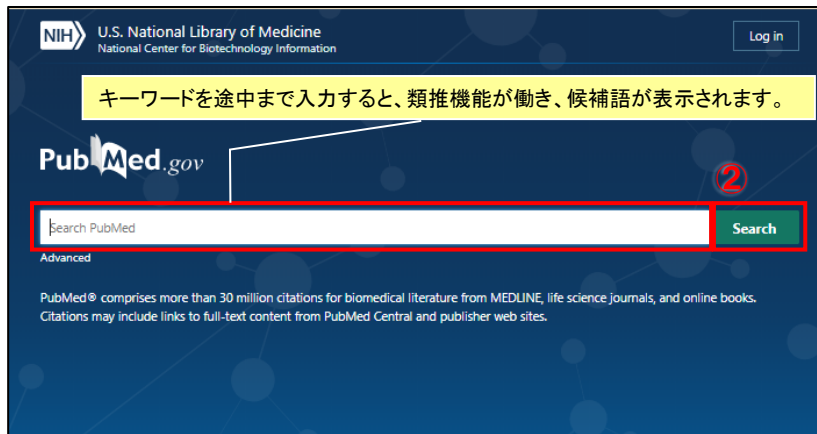 NIH U.S. National Library of Medicine
National Center for Biotechnology Information
Log in
キーワードを途中まで入力すると、類推機能が働き、候補語が表示されます。
PubMed.gov
②
Search PubMed
Search
Advanced
PubMed® comprises more than 30 million citations for biomedical literature from MEDLINE, life science journals, and online books.
Citations may include links to full-text content from PubMed Central and publisher web sites.